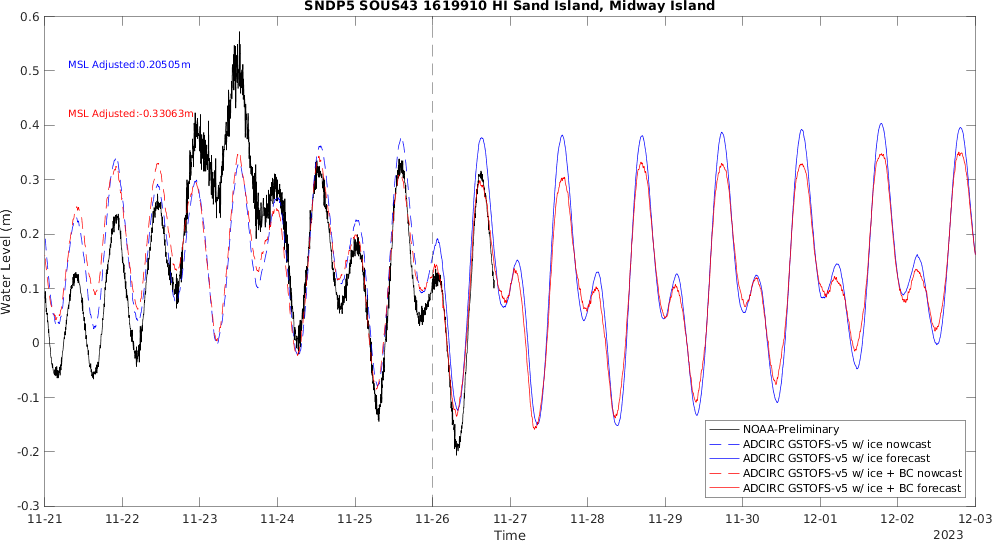 SNDP5 SOUS43 1619910 HI Sand Island, Midway Island
0.6
0.5
0.4
0.3
0.2
0.1
0
-0.1
-0.2
-0.3
Water Level (m)
MSL Adjusted:0.20505m
MSL Adjusted:-0.33063m
NOAA-Preliminary
ADCIRC GSTOFS-v5 w/ ice nowcast
ADCIRC GSTOFS-v5 w/ ice forecast
ADCIRC GSTOFS-v5 w/ ice + BC nowcast
ADCIRC GSTOFS-v5 w/ ice + BC forecast
11-21 11-22 11-23 11-24 11-25 11-26 11-27 11-28 11-29 11-30 12-01 12-02 12-03
Time
2023